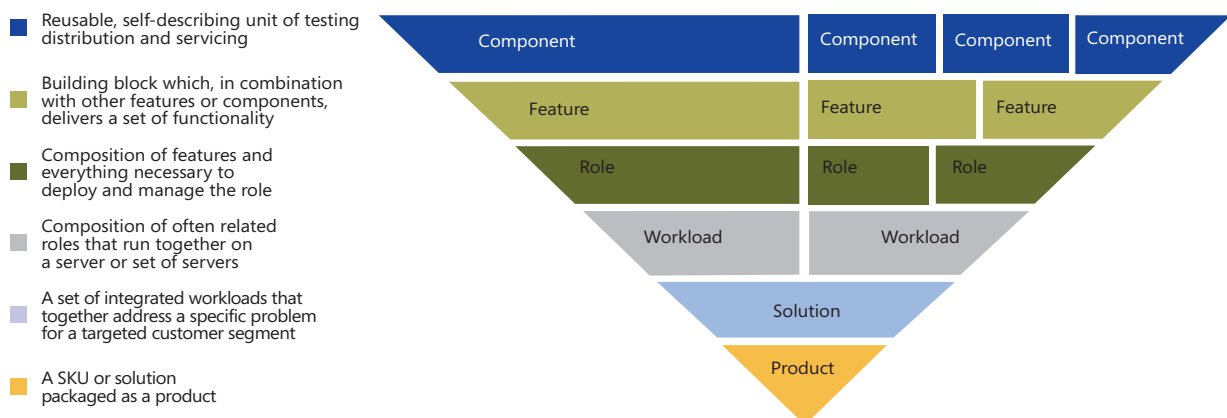 Reusable, self-describing unit of testing
distribution and servicing
Building block which, in combination
with other features or components,
delivers a set of functionality
Composition of features and
everything necessary to
deploy and manage the role
Composition of often related
roles that run together on
a server or set of servers
A set of integrated workloads that
together address a specific problem
for a targeted customer segment
A SKU or solution
packaged as a product
Component
Component
Component
Component
Feature
Feature
Feature
Role
Role
Role
Workload
Workload
Solution
Product